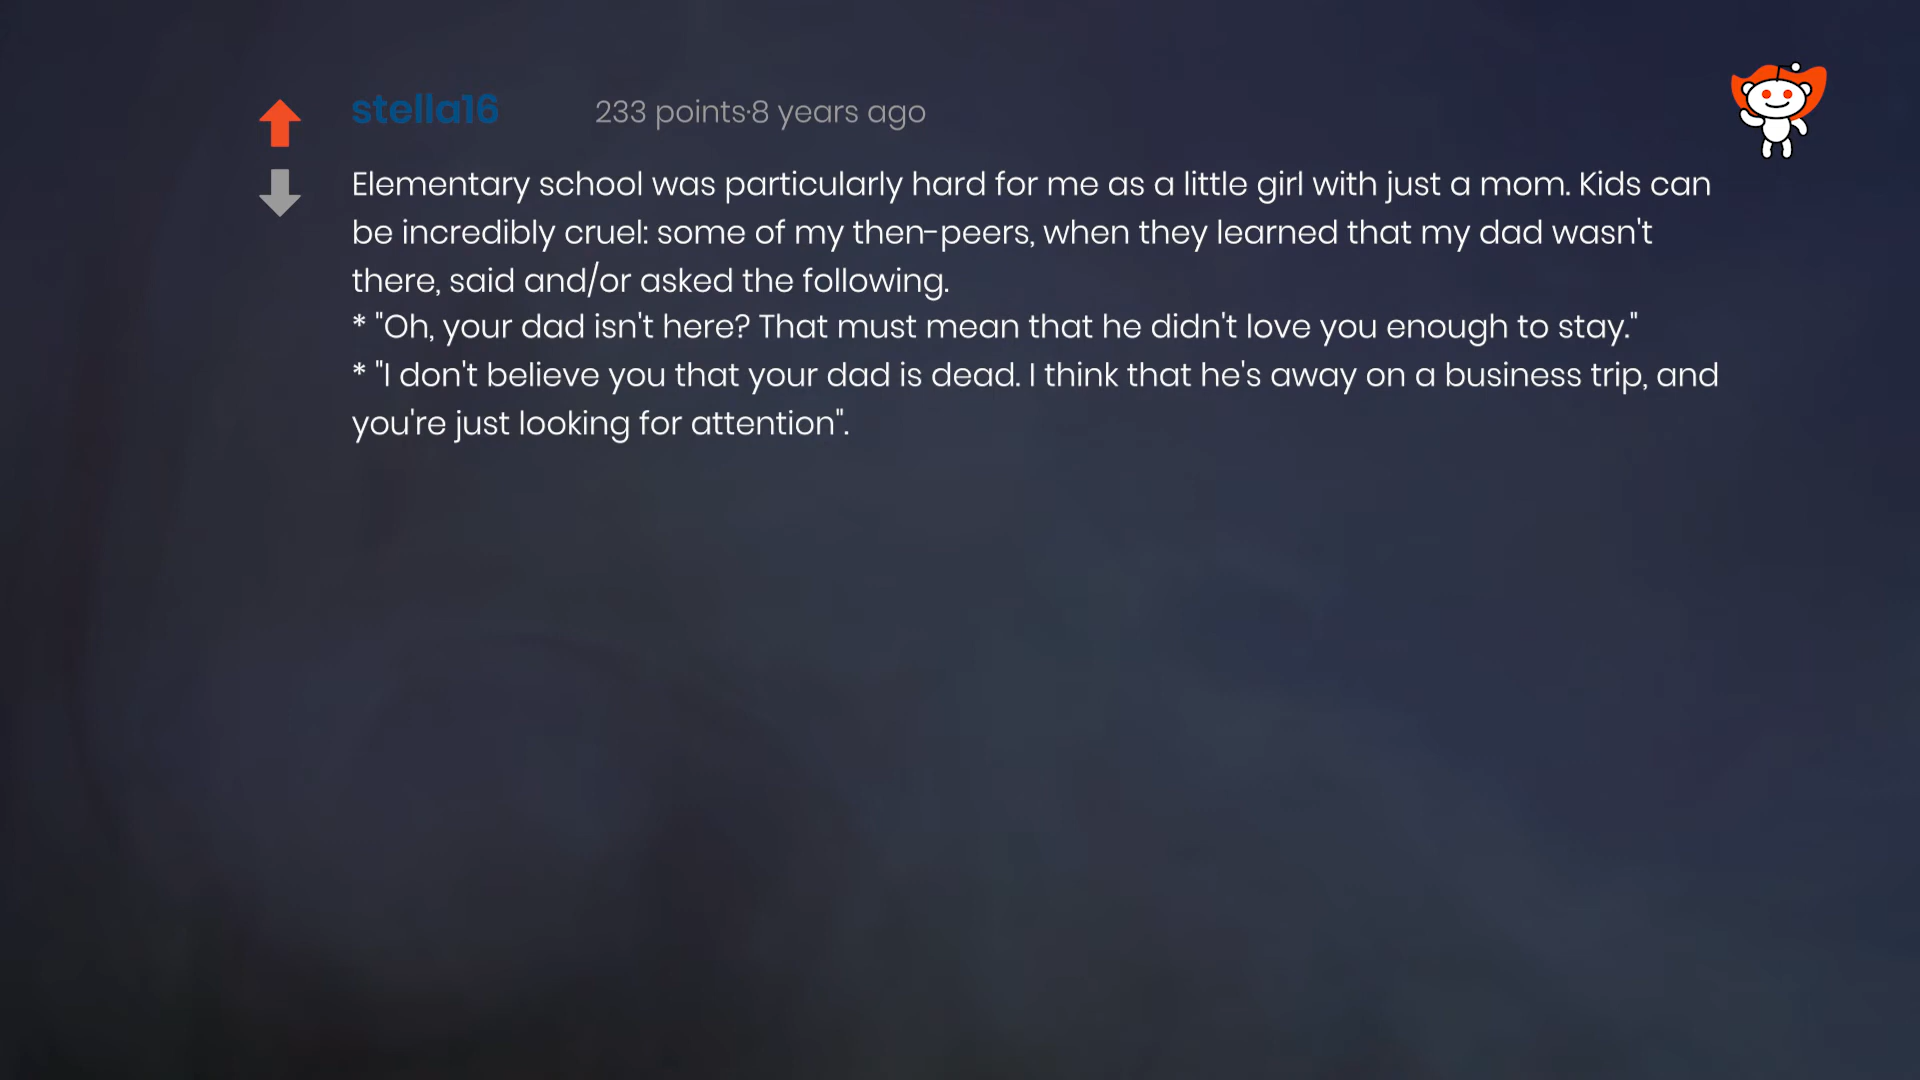 stella16 233 points·8 years ago
Elementary school was particularly hard for me as a little girl with just a mom. Kids can
be incredibly cruel: some of my then-peers, when they learned that my dad wasn't
there, said and/or asked the following.
* "Oh, your dad isn't here? That must mean that he didn't love you enough to stay."
* "I don't believe you that your dad is dead. I think that he's away on a business trip, and
you're just looking for attention".